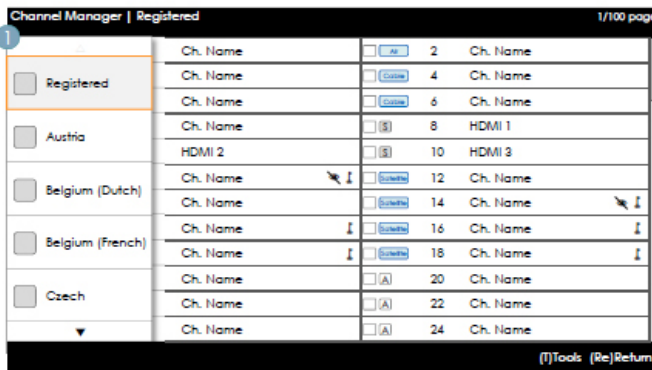 Channel Manager | Registered 1/100 page
1
Ch. Name Air 2 Ch. Name
Registered
Ch. Name Cable 4 Ch. Name
Ch. Name Cable 6 Ch. Name
Austria
Ch. Name S 8 HDMI 1
HDMI 2 S 10 HDMI 3
Belgium (Dutch)
Ch. Name Satellite 12 Ch. Name
Ch. Name Satellite 14 Ch. Name
Belgium (French)
Ch. Name Satellite 16 Ch. Name
Ch. Name Satellite 18 Ch. Name
Czech
Ch. Name A 20 Ch. Name
Ch. Name A 22 Ch. Name
Ch. Name A 24 Ch. Name
(T)Tools (Re)Return